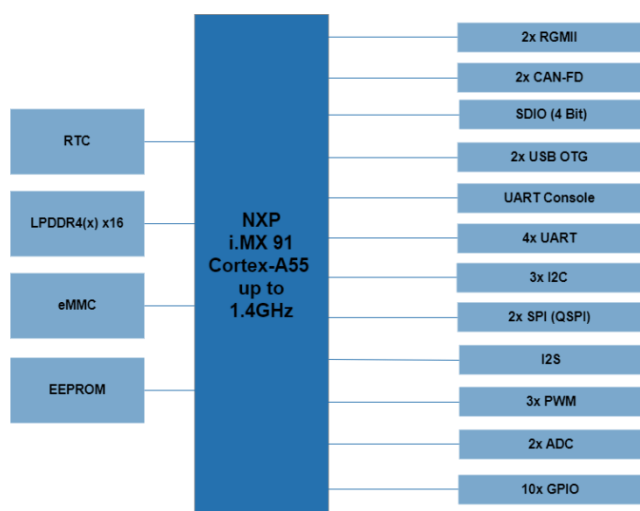 RTC
LPDDR4(x) x16
eMMC
EEPROM
NXP
i.MX 91
Cortex-A55
up to
1.4GHz
2x RGMII
2x CAN-FD
SDIO (4 Bit)
2x USB OTG
UART Console
4x UART
3x I2C
2x SPI (QSPI)
I2S
3x PWM
2x ADC
10x GPIO